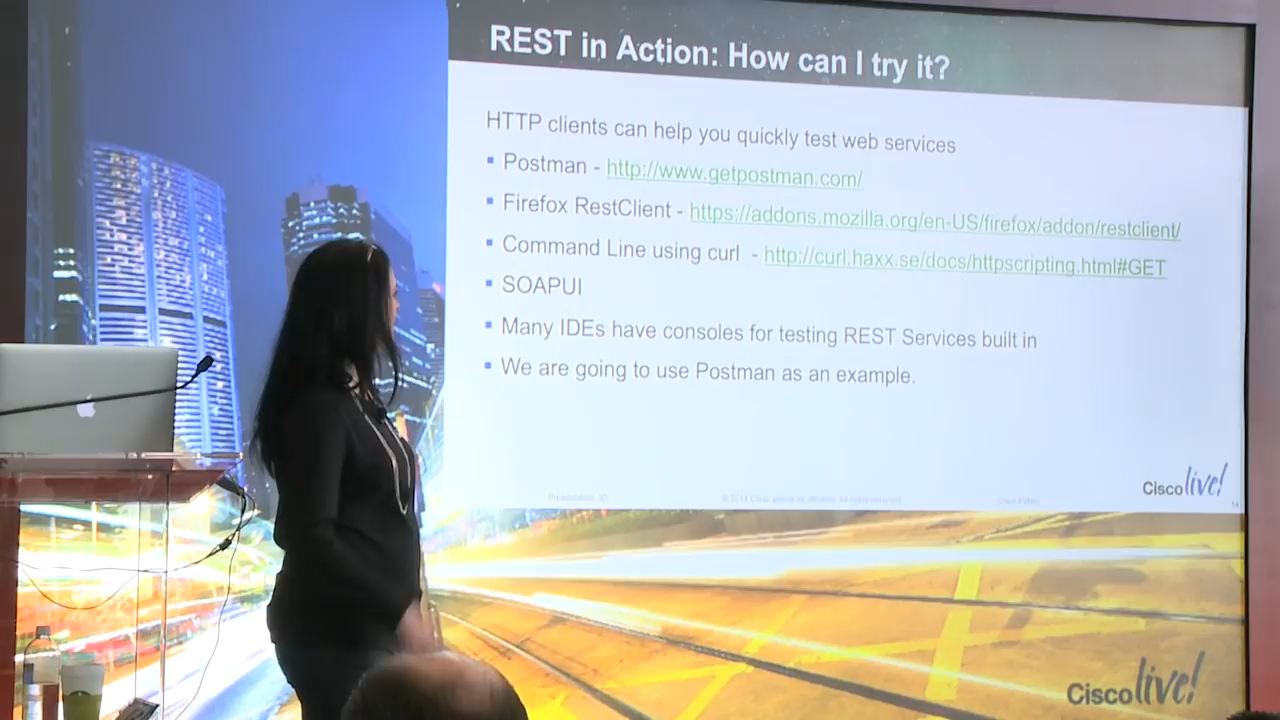 REST in Action: How can I try it?
HTTP clients can help you quickly test web services
▪ Postman - http://www.getpostman.com/
▪ Firefox RestClient - https://addons.mozilla.org/en-US/firefox/addon/restclient/
▪ Command Line using curl - http://curl.haxx.se/docs/httpscripting.html#GET
▪ SOAPUI
▪ Many IDEs have consoles for testing REST Services built in
▪ We are going to use Postman as an example.
Cisco live!
Presentation_ID
Cisco Public
Cisco live!